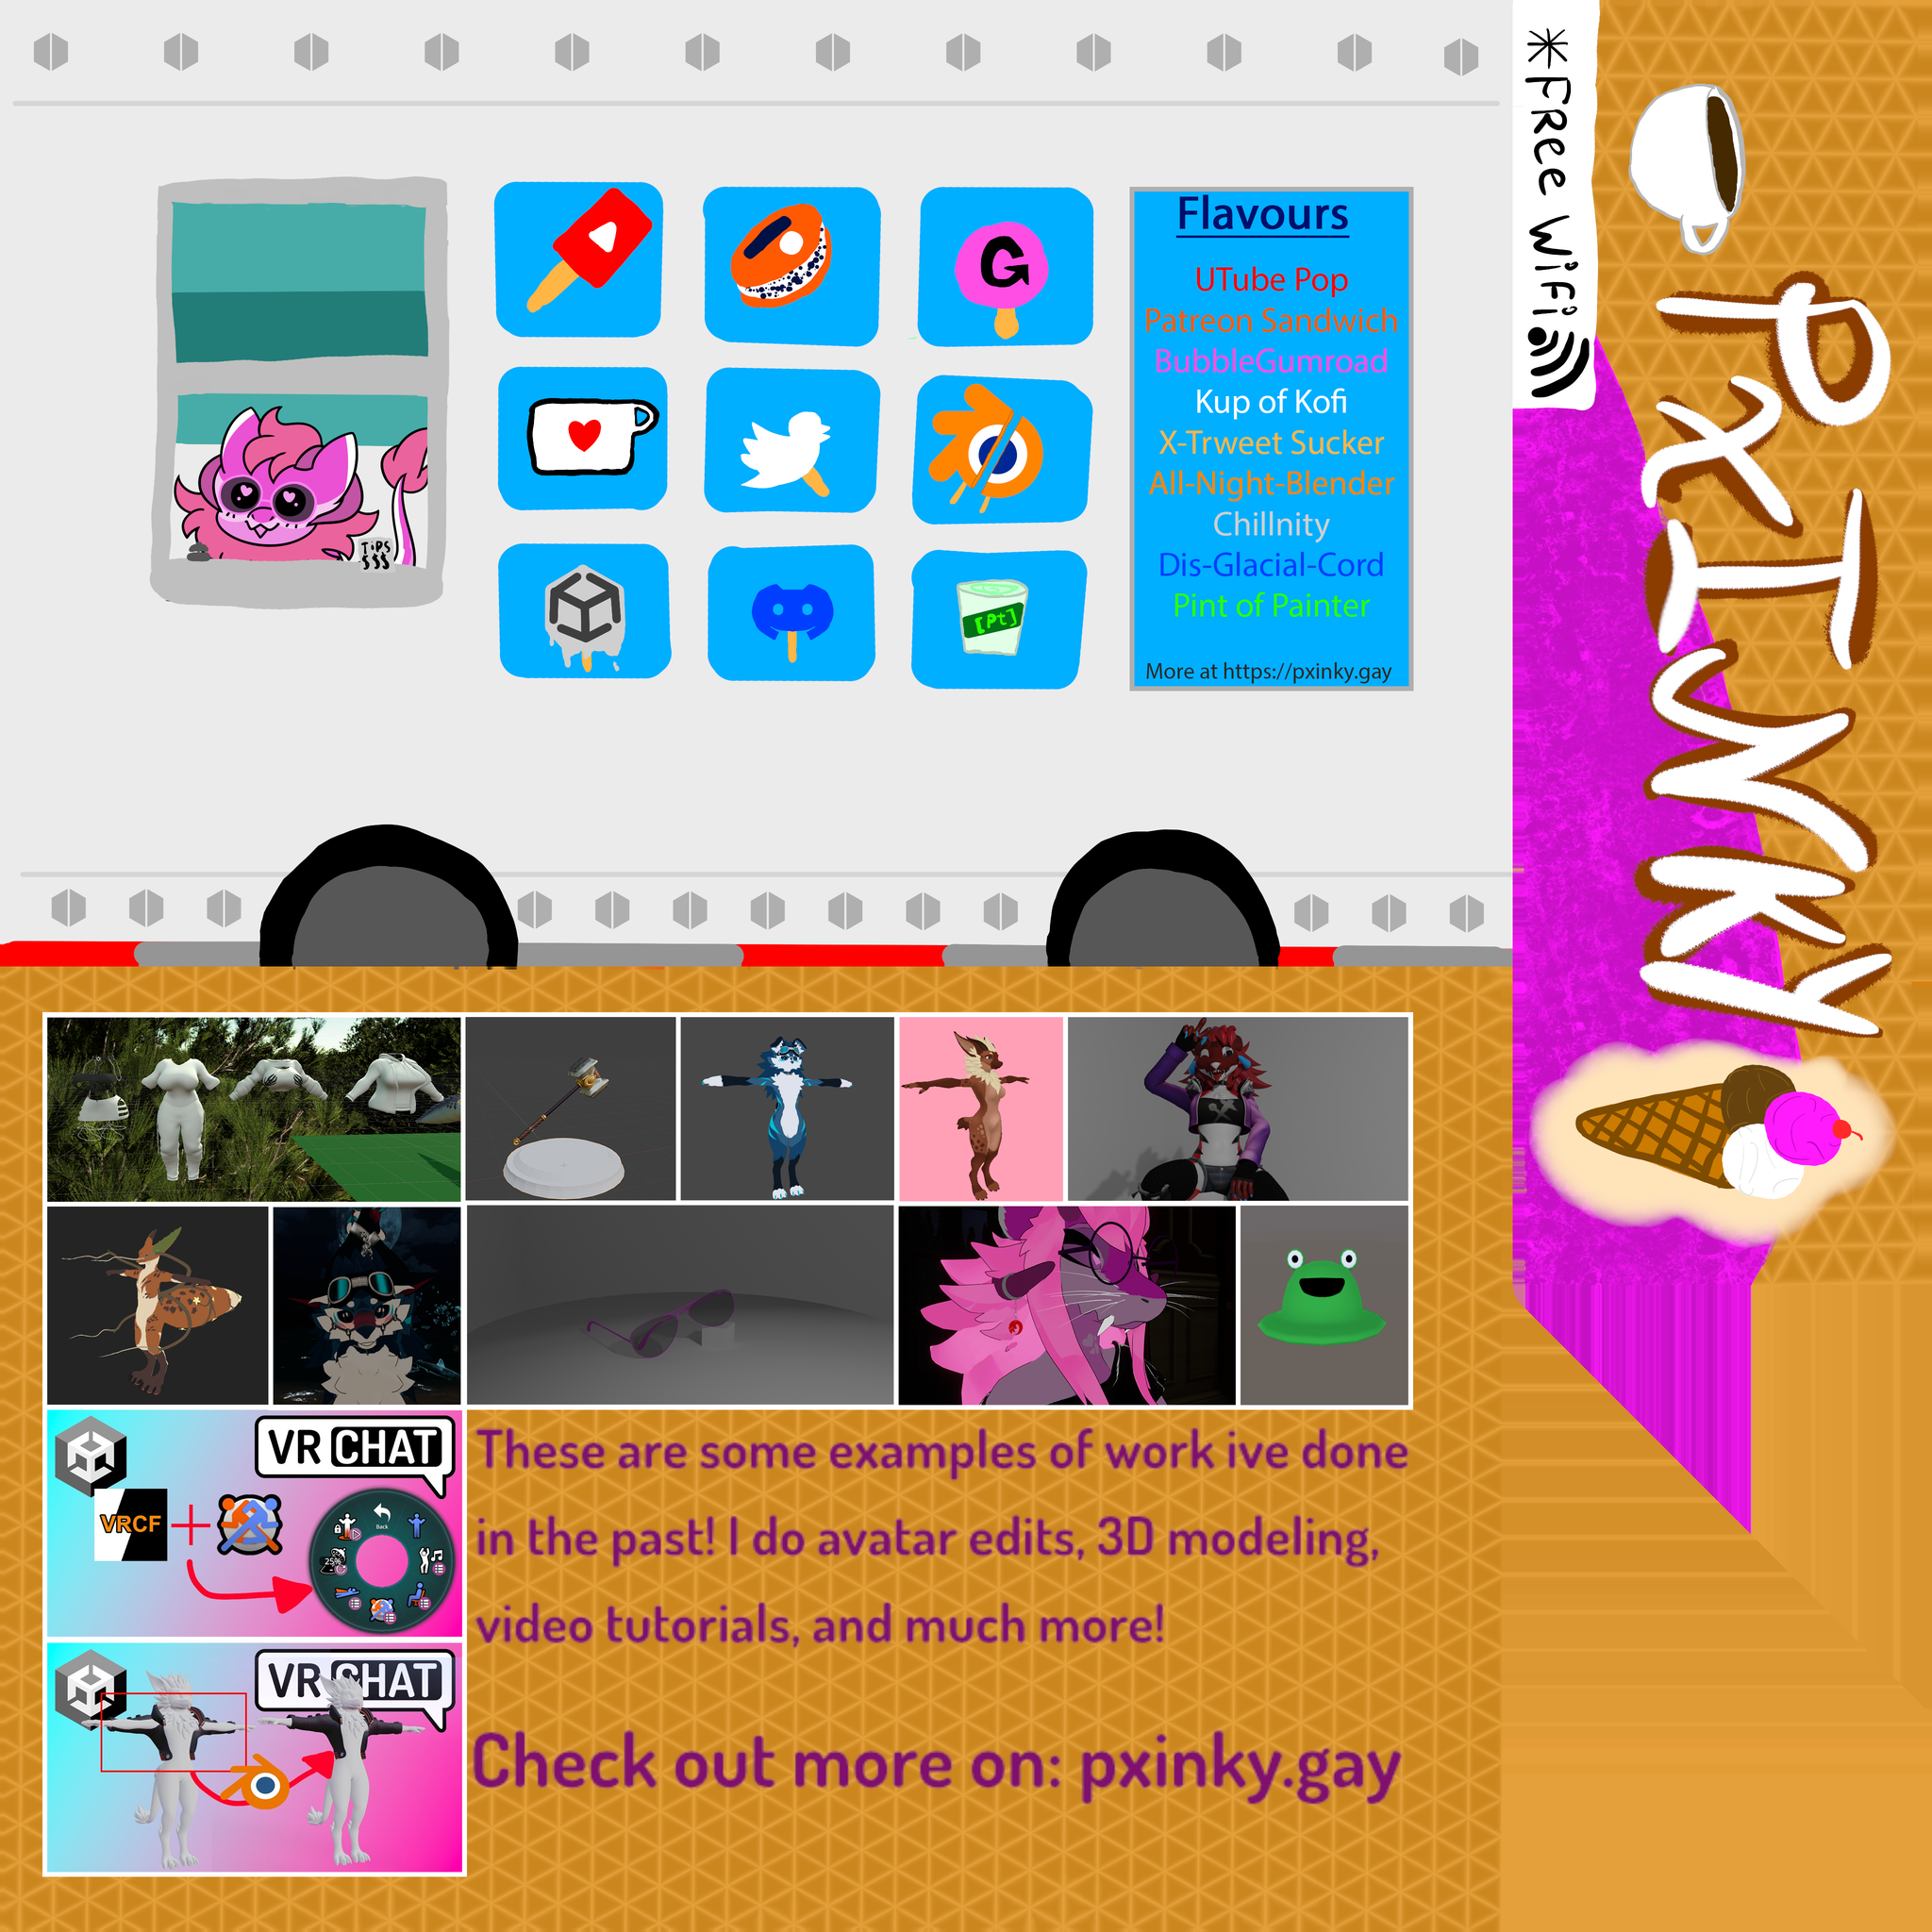 *FRee WiFi
PXINKY
Flavours
UTube Pop
Patreon Sandwich
BubbleGumroad
Kup of Kofi
X-Trweet Sucker
All-Night-Blender
Chillnity
Dis-Glacial-Cord
Pint of Painter
More at https://pxinky.gay
G
TiPS
$$$
[Pt]
VR CHAT
VRCF
Back
25%
VR CHAT
These are some examples of work ive done
in the past! I do avatar edits, 3D modeling,
video tutorials, and much more!
Check out more on: pxinky.gay